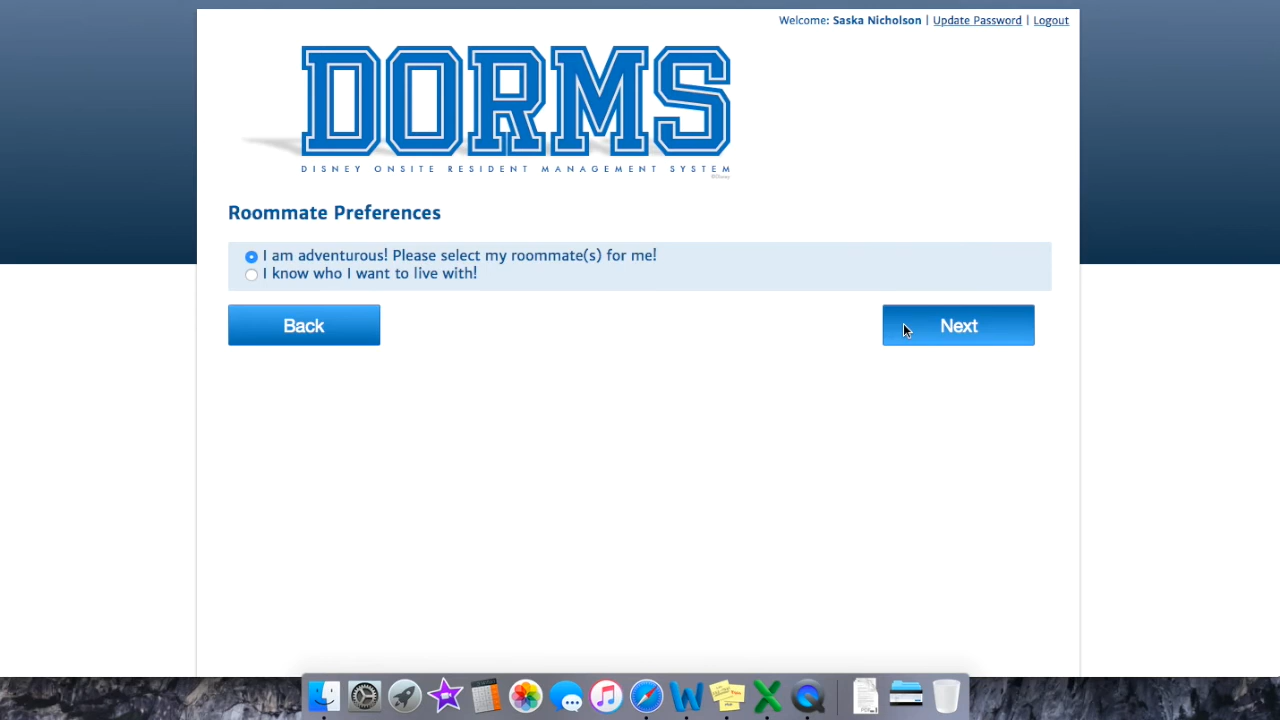 Welcome: Saska Nicholson | Update Password | Logout
DORMS
DISNEY ONSITE RESIDENT MANAGEMENT SYSTEM
©Disney
Roommate Preferences
I am adventurous! Please select my roommate(s) for me!
I know who I want to live with!
Back
Next